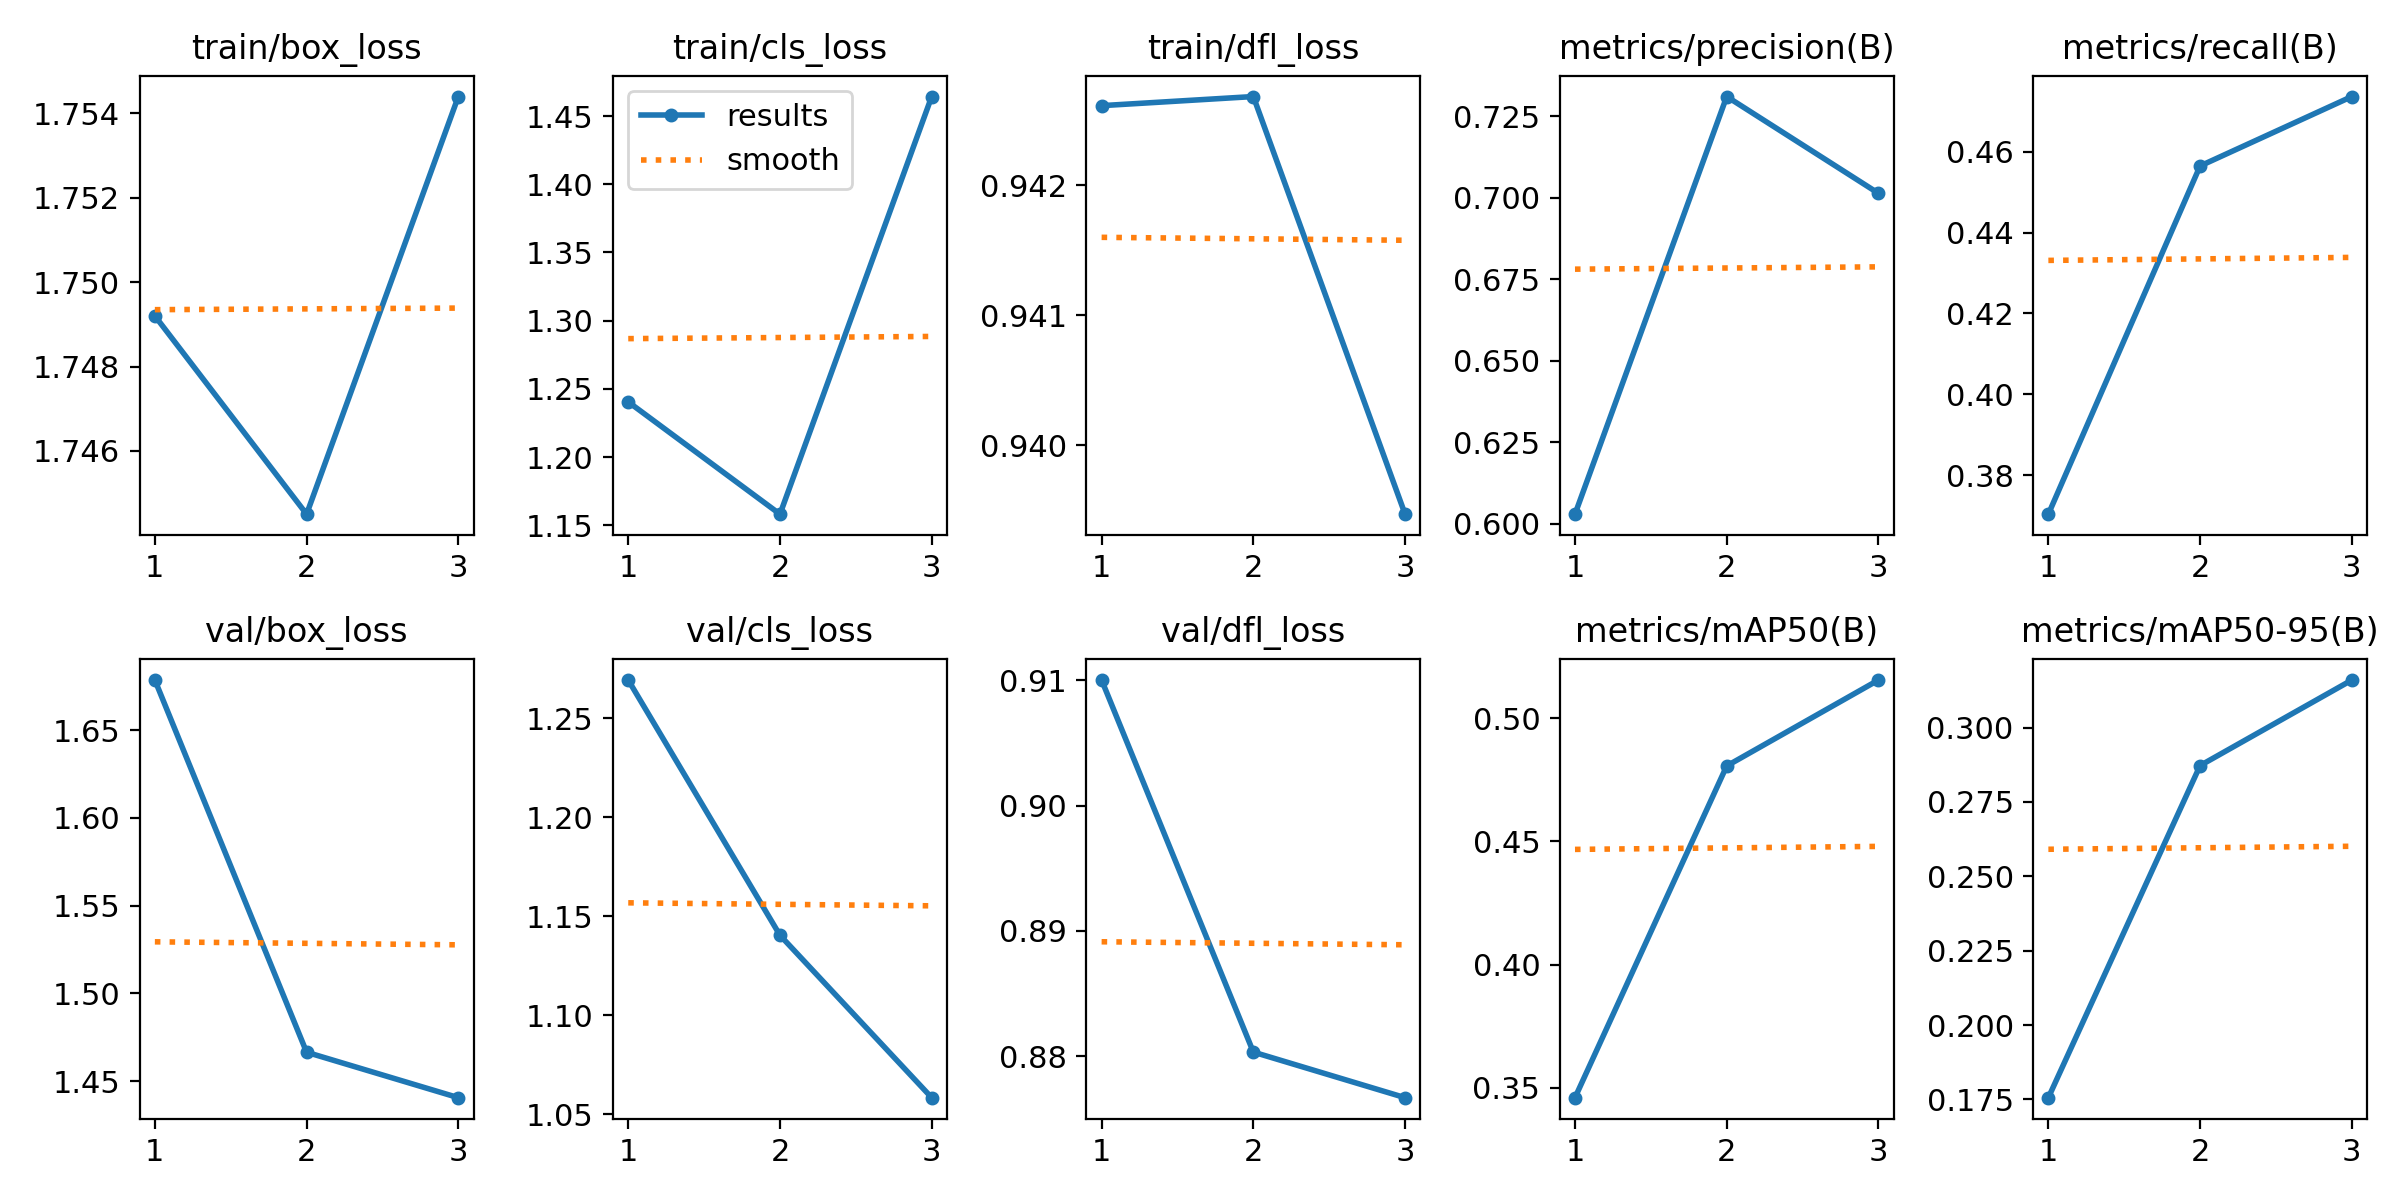 train/box_loss
1.754
1.752
1.750
1.748
1.746
1 2 3
train/cls_loss
results
smooth
1.45
1.40
1.35
1.30
1.25
1.20
1.15
1 2 3
train/dfl_loss
0.942
0.941
0.940
1 2 3
metrics/precision(B)
0.725
0.700
0.675
0.650
0.625
0.600
1 2 3
metrics/recall(B)
0.46
0.44
0.42
0.40
0.38
1 2 3
val/box_loss
1.65
1.60
1.55
1.50
1.45
1 2 3
val/cls_loss
1.25
1.20
1.15
1.10
1.05
1 2 3
val/dfl_loss
0.91
0.90
0.89
0.88
1 2 3
metrics/mAP50(B)
0.50
0.45
0.40
0.35
1 2 3
metrics/mAP50-95(B)
0.300
0.275
0.250
0.225
0.200
0.175
1 2 3